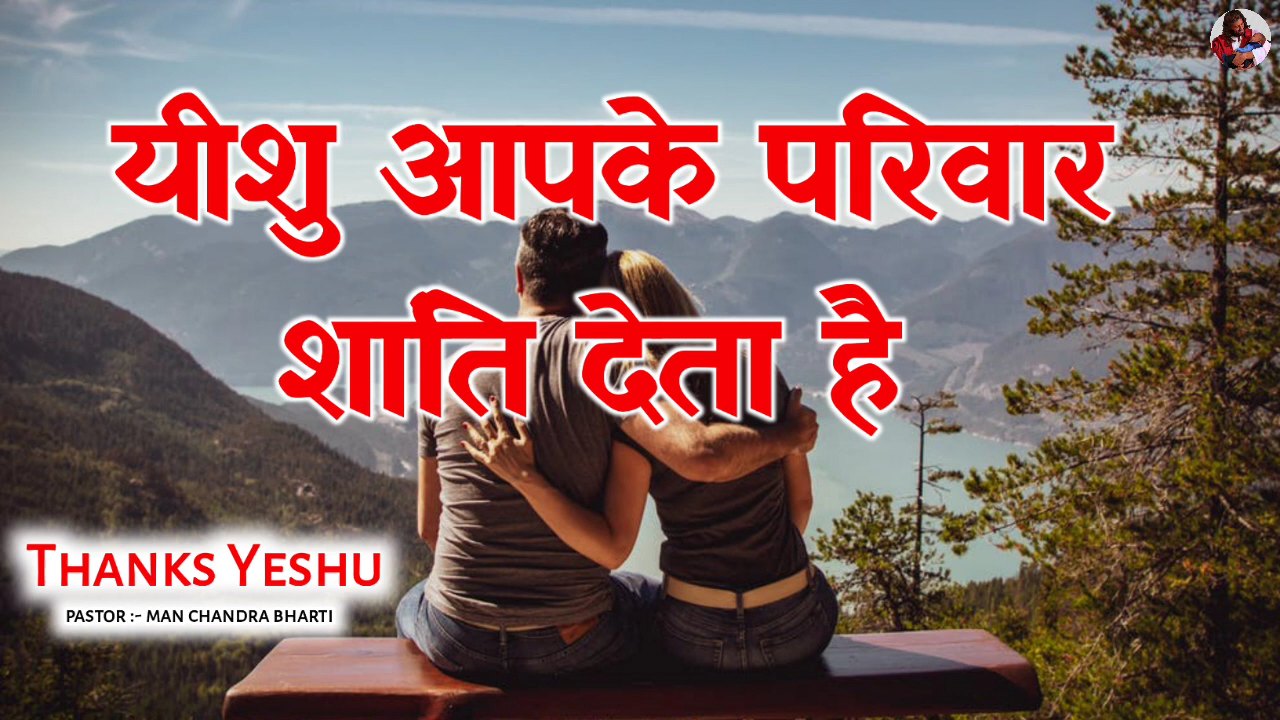 यीशु आपके परिवार
शांति देता है
Thanks Yeshu
PASTOR :- MAN CHANDRA BHARTI